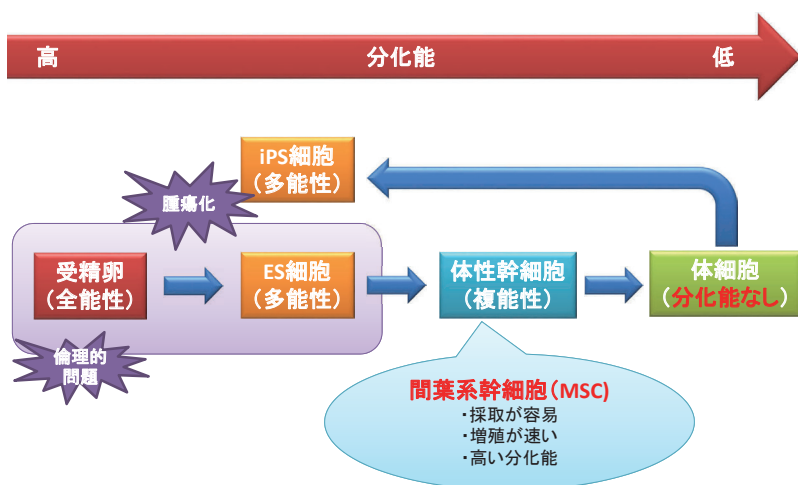 高 分化能 低
iPS細胞
（多能性）
腫瘍化
受精卵
（全能性）
ES細胞
（多能性）
体性幹細胞
（複能性）
体細胞
（分化能なし）
倫理的
問題
間葉系幹細胞（MSC)
・採取が容易
・増殖が速い
・高い分化能